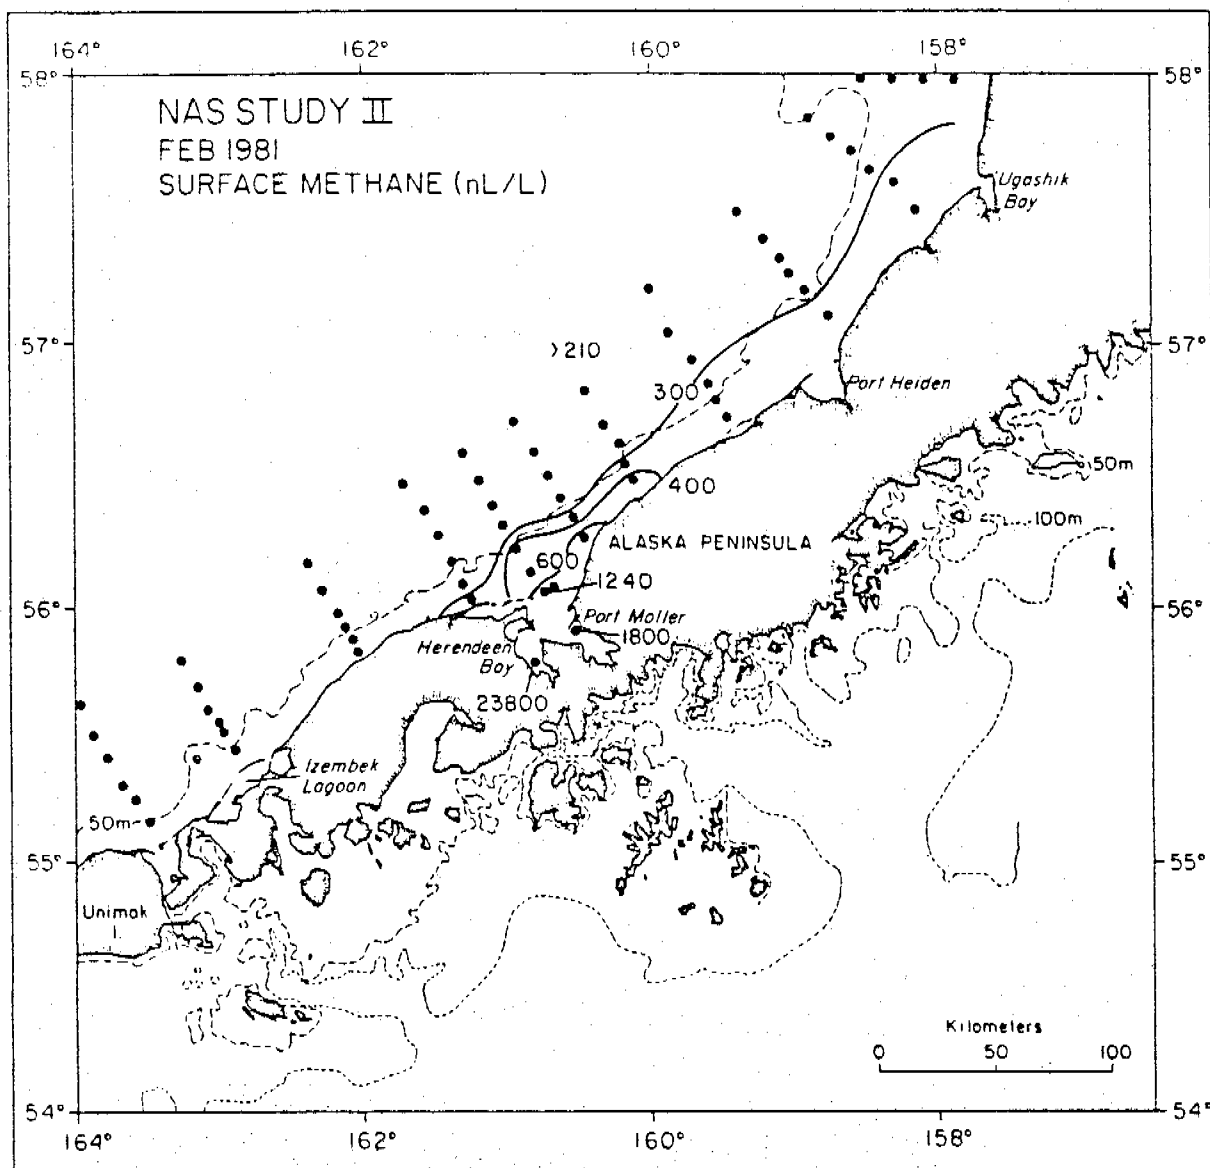 164° 162° 160° 158°
58° 58°
NAS STUDY II
FEB 1981
SURFACE METHANE (nL/L)
Ugashik
Bay
57° 57°
>210
300
Port Heiden
50m
400
100m
ALASKA PENINSULA
600
1240
56° 56°
Port Moller
1800
Herendeen
Bay
23800
Izembek
Lagoon
50m
55° 55°
Unimak
I.
Kilometers
0 50 100
54° 54°
164° 162° 160° 158°